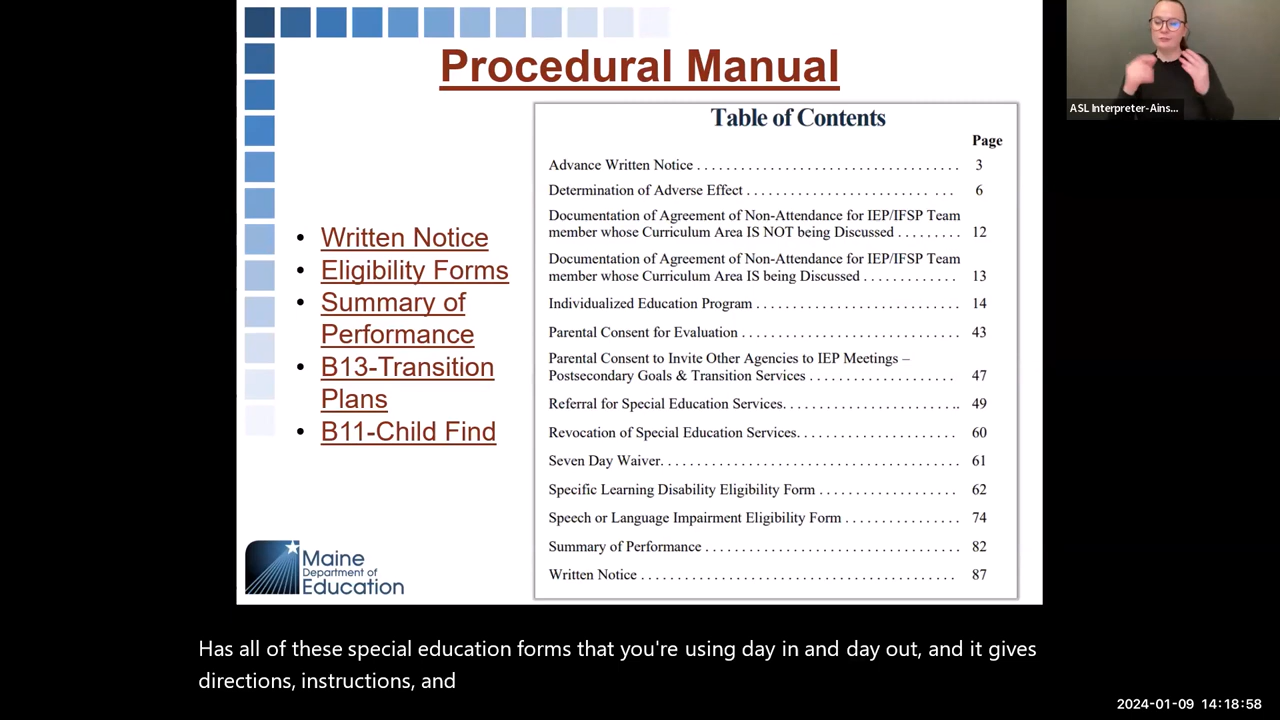 Procedural Manual
• Written Notice
• Eligibility Forms
• Summary of
Performance
• B13-Transition
Plans
• B11-Child Find
Table of Contents
Page
Advance Written Notice . . . . . . . . . . . . . . . . . . . . . . . . . . . . . . . . . . . . 3
Determination of Adverse Effect . . . . . . . . . . . . . . . . . . . . . . . . . . . . 6
Documentation of Agreement of Non-Attendance for IEP/IFSP Team
member whose Curriculum Area IS NOT being Discussed . . . . . . . . . 12
Documentation of Agreement of Non-Attendance for IEP/IFSP Team
member whose Curriculum Area IS being Discussed . . . . . . . . . . . . . 13
Individualized Education Program . . . . . . . . . . . . . . . . . . . . . . . . . . . . 14
Parental Consent for Evaluation . . . . . . . . . . . . . . . . . . . . . . . . . . . . . 43
Parental Consent to Invite Other Agencies to IEP Meetings –
Postsecondary Goals & Transition Services . . . . . . . . . . . . . . . . . . . . 47
Referral for Special Education Services. . . . . . . . . . . . . . . . . . . . . . . .. 49
Revocation of Special Education Services. . . . . . . . . . . . . . . . . . . . . . . 60
Seven Day Waiver. . . . . . . . . . . . . . . . . . . . . . . . . . . . . . . . . . . . . . . . . 61
Specific Learning Disability Eligibility Form . . . . . . . . . . . . . . . . . . . 62
Speech or Language Impairment Eligibility Form . . . . . . . . . . . . . . . . 74
Summary of Performance . . . . . . . . . . . . . . . . . . . . . . . . . . . . . . . . . . . 82
Written Notice . . . . . . . . . . . . . . . . . . . . . . . . . . . . . . . . . . . . . . . . . . . 87
Maine
Department of
Education
ASL Interpreter-Ains...
Has all of these special education forms that you're using day in and day out, and it gives
directions, instructions, and
2024-01-09 14:18:58